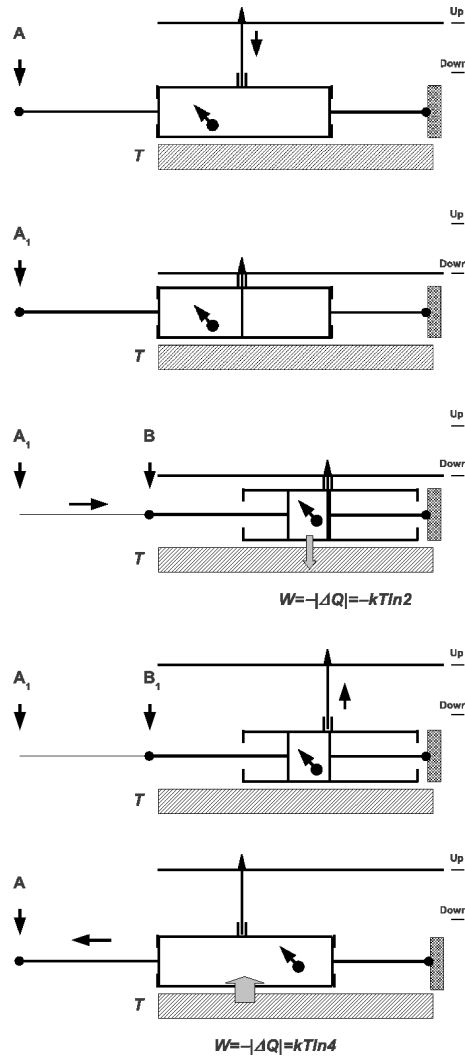 Up
A
Down
T
Up
A₁
Down
T
Up
A₁ B
Down
T
W=–|ΔQ|=–kTln2
Up
A₁ B₁
Down
T
Up
A
Down
T
W=–|ΔQ|=kTln4